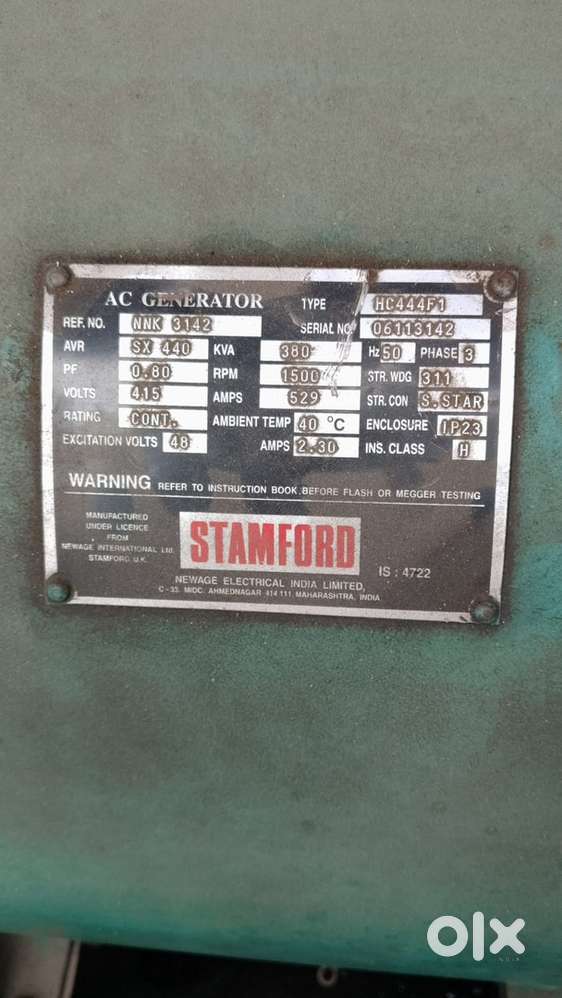 AC GENERATOR TYPE HC444F1
REF. NO. NNK 3142 SERIAL NO 06113142
AVR SX 440 KVA 380 Hz 50 PHASE 3
PF 0.80 RPM 1500 STR. WDG 311
VOLTS 415 AMPS 529 STR. CON S.STAR
RATING CONT. AMBIENT TEMP 40 °C ENCLOSURE IP23
EXCITATION VOLTS 48 AMPS 2.30 INS. CLASS H
WARNING REFER TO INSTRUCTION BOOK, BEFORE FLASH OR MEGGER TESTING
MANUFACTURED
UNDER LICENCE
FROM
NEWAGE INTERNATIONAL Ltd.
STAMFORD U.K.
STAMFORD
IS : 4722
NEWAGE ELECTRICAL INDIA LIMITED,
C-33, MIDC, AHMEDNAGAR 414 111, MAHARASHTRA, INDIA
olx
INDIA